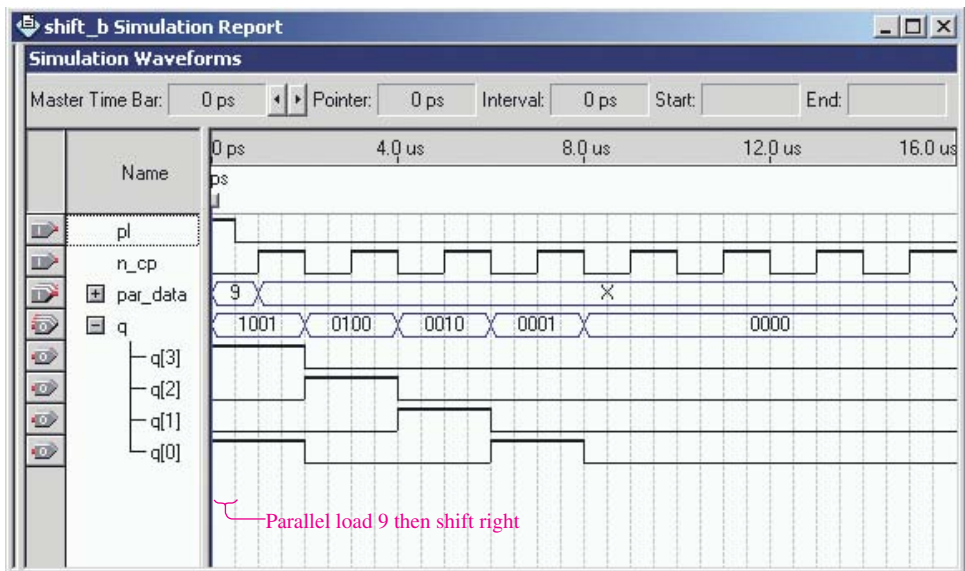 shift_b Simulation Report
Simulation Waveforms
Master Time Bar: 0 ps Pointer: 0 ps Interval: 0 ps Start: End:
Name
0 ps 4.0 us 8.0 us 12.0 us 16.0 us
ps
pl
n_cp
par_data 9 X
q 1001 0100 0010 0001 0000
q[3]
q[2]
q[1]
q[0]
Parallel load 9 then shift right